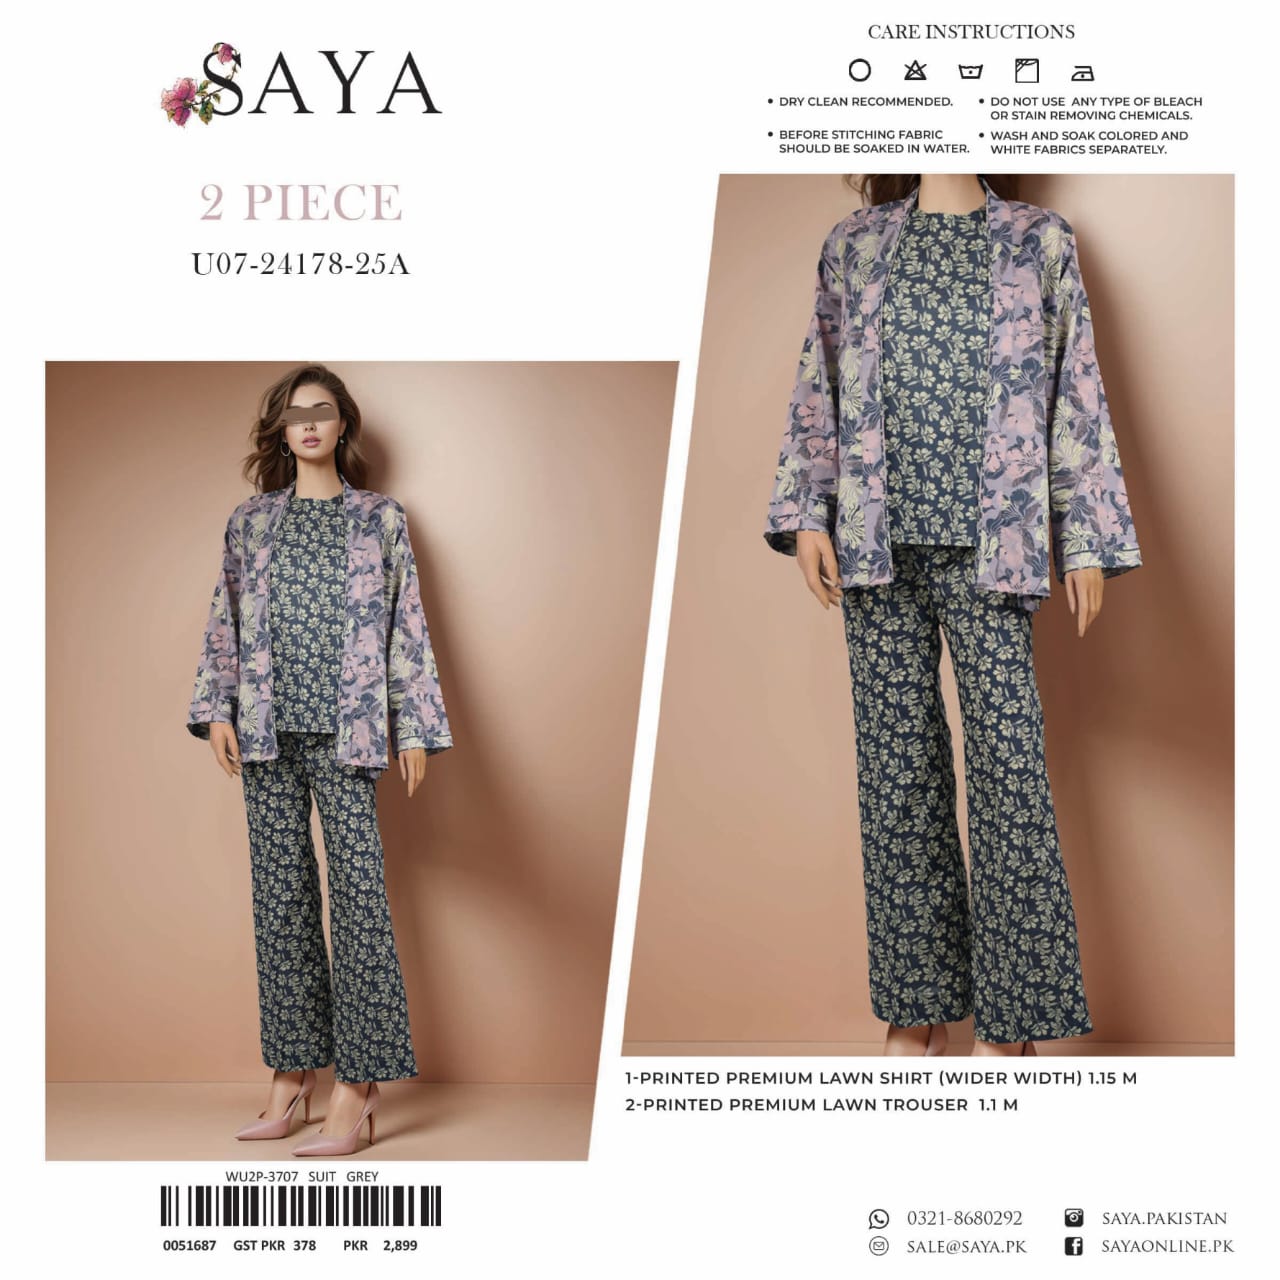 SAYA
2 PIECE
U07-24178-25A
CARE INSTRUCTIONS
• DRY CLEAN RECOMMENDED.
• BEFORE STITCHING FABRIC
SHOULD BE SOAKED IN WATER.
• DO NOT USE ANY TYPE OF BLEACH
OR STAIN REMOVING CHEMICALS.
• WASH AND SOAK COLORED AND
WHITE FABRICS SEPARATELY.
1-PRINTED PREMIUM LAWN SHIRT (WIDER WIDTH) 1.15 M
2-PRINTED PREMIUM LAWN TROUSER 1.1 M
WU2P-3707 SUIT GREY
0051687 GST PKR 378 PKR 2,899
0321-8680292
SALE@SAYA.PK
SAYA.PAKISTAN
SAYAONLINE.PK